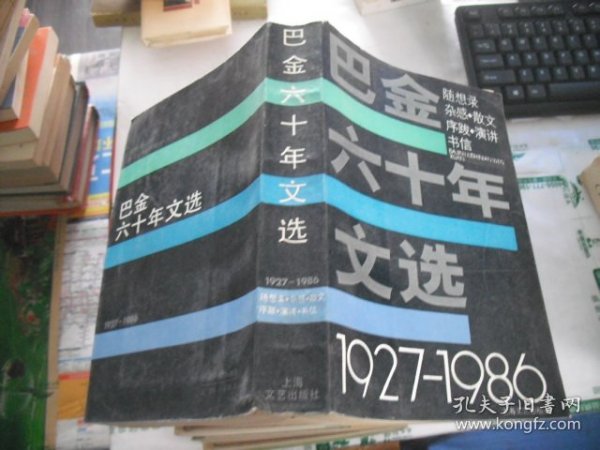 巴金
六十年
文选
随想录
杂感·散文
序跋·演讲
书信
1927-1986
巴金六十年文选
1927-1986
随想录·杂感·散文
序跋·演讲·书信
上海
文艺出版社
巴金
六十年文选
1927-1986
孔夫子旧书网
www.kongfz.com